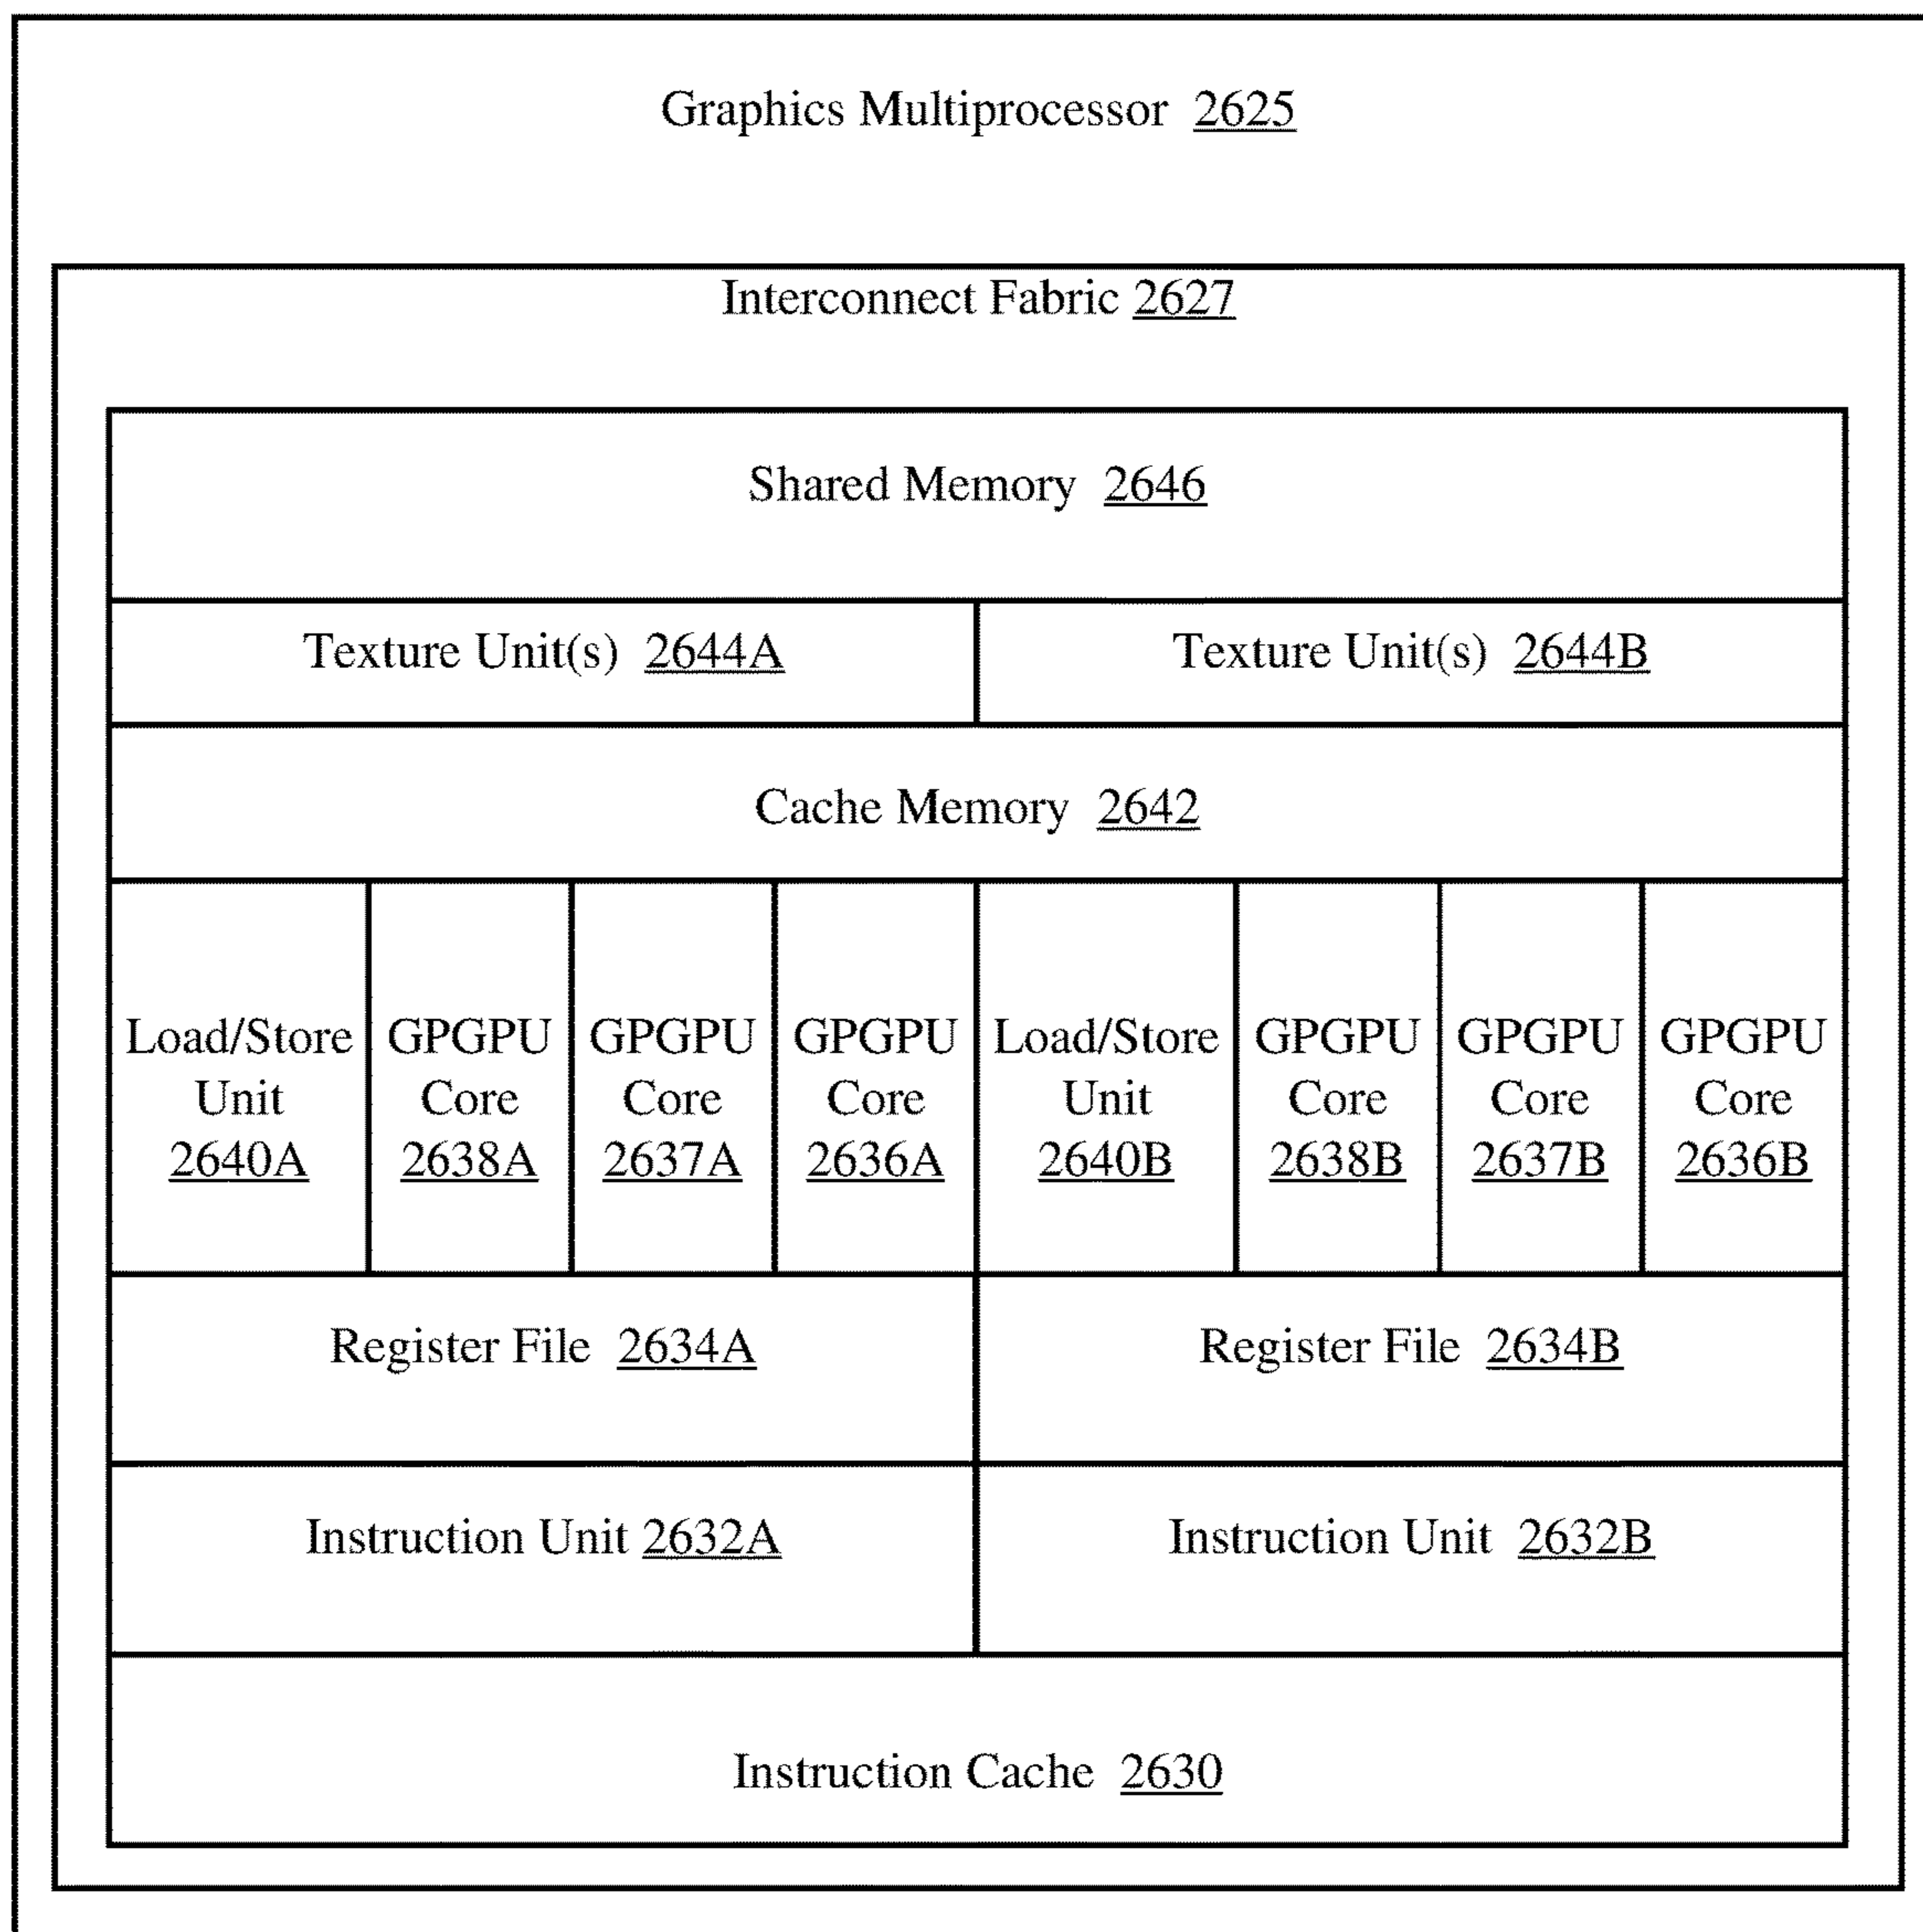 Graphics Multiprocessor 2625
Interconnect Fabric 2627
Shared Memory 2646
Texture Unit(s) 2644A
Texture Unit(s) 2644B
Cache Memory 2642
Load/Store
Unit
2640A
GPGPU
Core
2638A
GPGPU
Core
2637A
GPGPU
Core
2636A
Load/Store
Unit
2640B
GPGPU
Core
2638B
GPGPU
Core
2637B
GPGPU
Core
2636B
Register File 2634A
Register File 2634B
Instruction Unit 2632A
Instruction Unit 2632B
Instruction Cache 2630